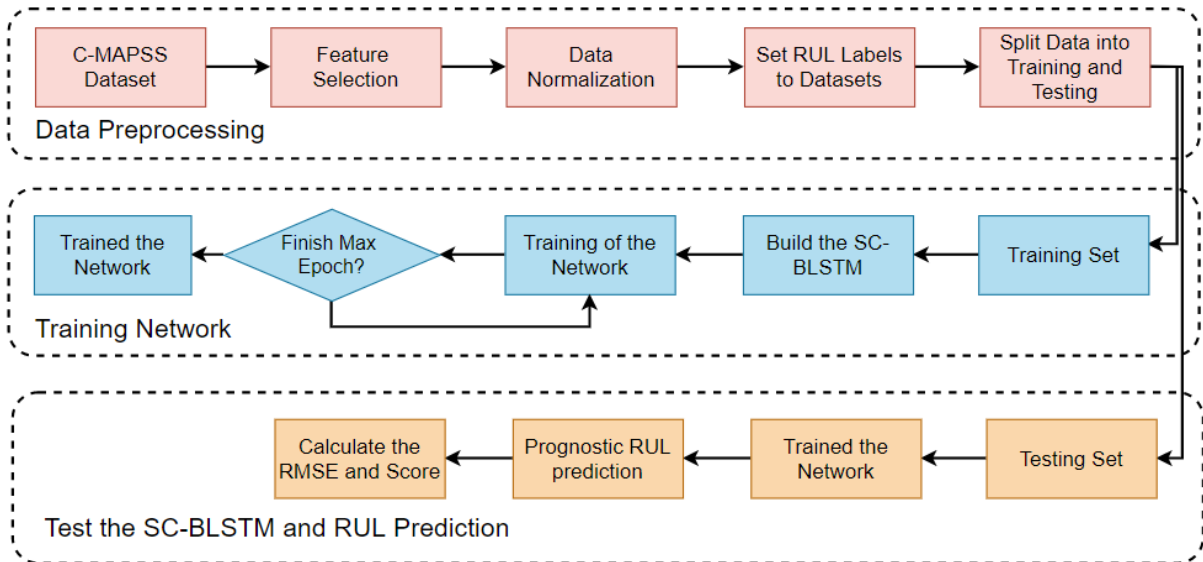 C-MAPSS
Dataset
Feature
Selection
Data
Normalization
Set RUL Labels
to Datasets
Split Data into
Training and
Testing
Data Preprocessing
Trained the
Network
Finish Max
Epoch?
Training of the
Network
Build the SC-
BLSTM
Training Set
Training Network
Calculate the
RMSE and Score
Prognostic RUL
prediction
Trained the
Network
Testing Set
Test the SC-BLSTM and RUL Prediction